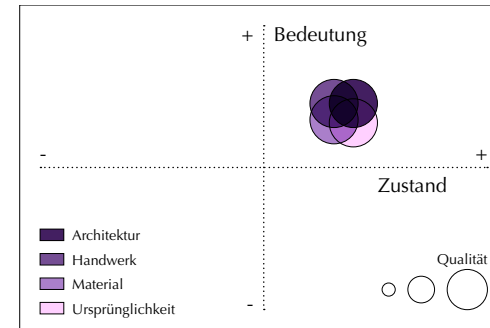 + Bedeutung
- +
Zustand
Architektur
Handwerk
Material
Ursprünglichkeit
-
Qualität